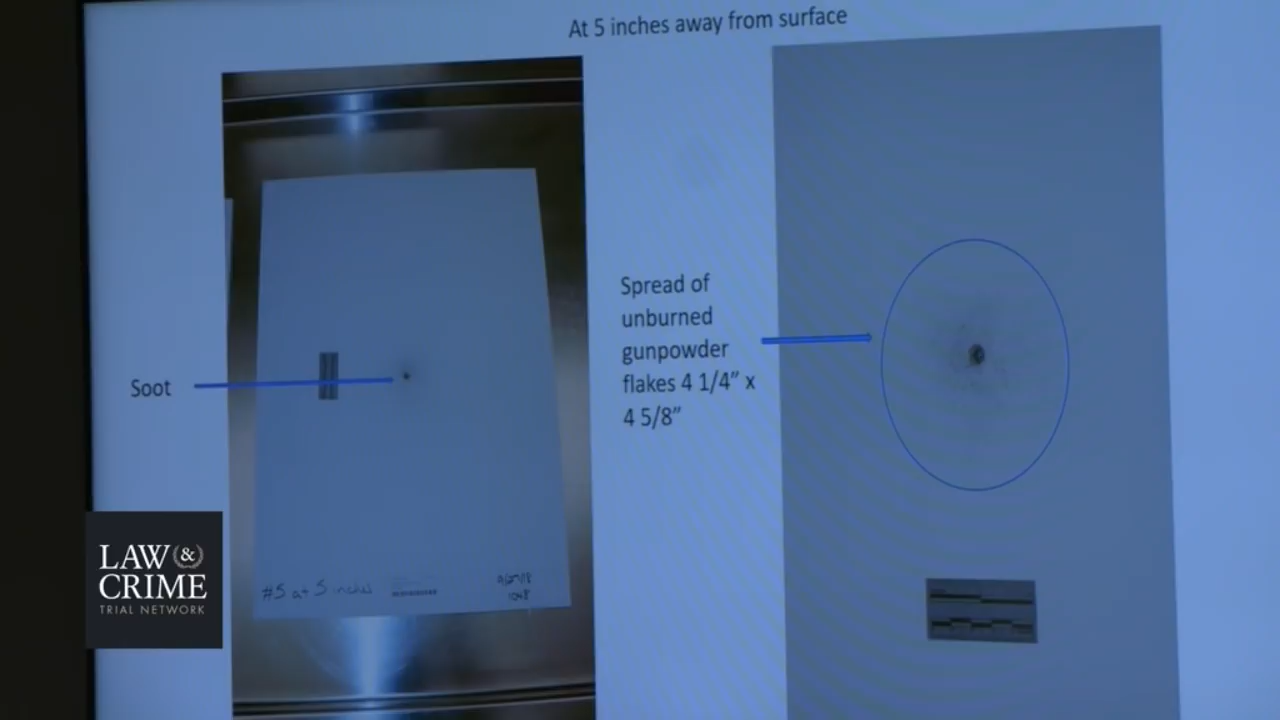 At 5 inches away from surface
Soot
Spread of
unburned
gunpowder
flakes 4 1/4” x
4 5/8”
#5 at 5 inches
LAW &
CRIME
TRIAL NETWORK